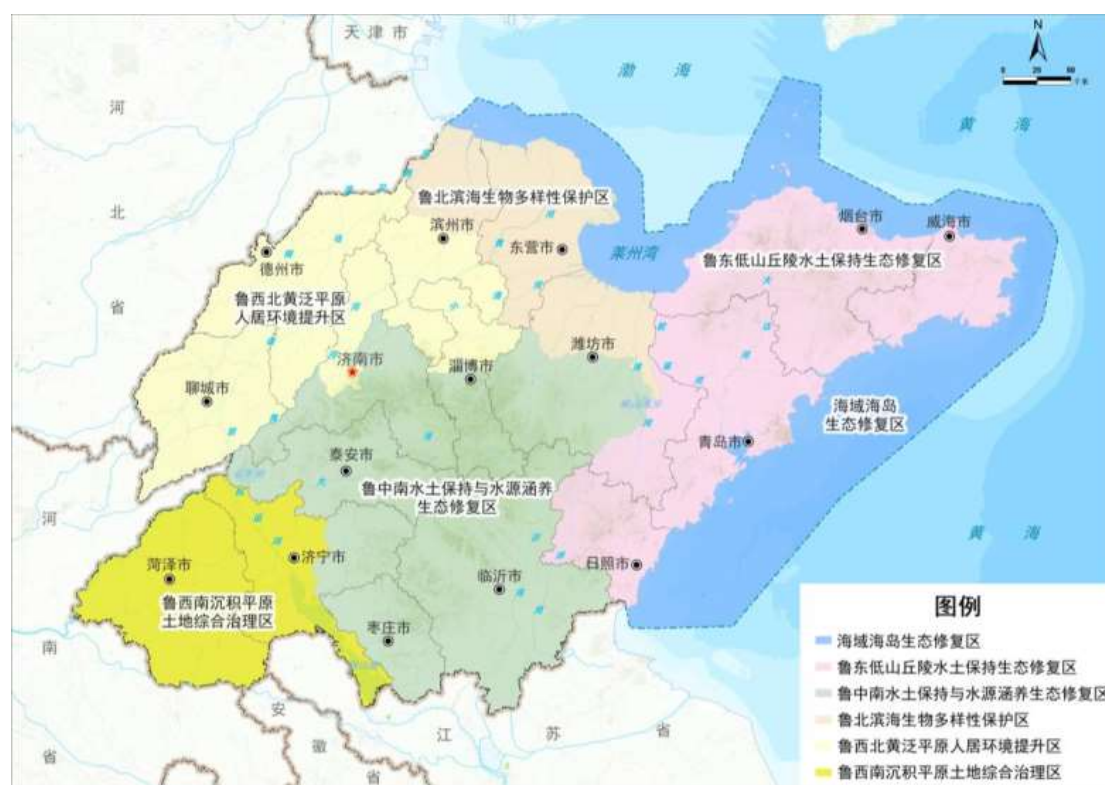 天津市
N
0 20 80
渤海
黄海
河北省
鲁北滨海生物多样性保护区
滨州市
东营市
烟台市
威海市
莱州湾
鲁东低山丘陵水土保持生态修复区
德州市
鲁西北黄泛平原
人居环境提升区
济南市
淄博市
潍坊市
聊城市
海域海岛
生态修复区
青岛市
泰安市
鲁中南水土保持与水源涵养
生态修复区
黄海
河南省
菏泽市
济宁市
日照市
临沂市
鲁西南沉积平原
土地综合治理区
枣庄市
安徽省
江苏省
图例
海域海岛生态修复区
鲁东低山丘陵水土保持生态修复区
鲁中南水土保持与水源涵养生态修复区
鲁北滨海生物多样性保护区
鲁西北黄泛平原人居环境提升区
鲁西南沉积平原土地综合治理区